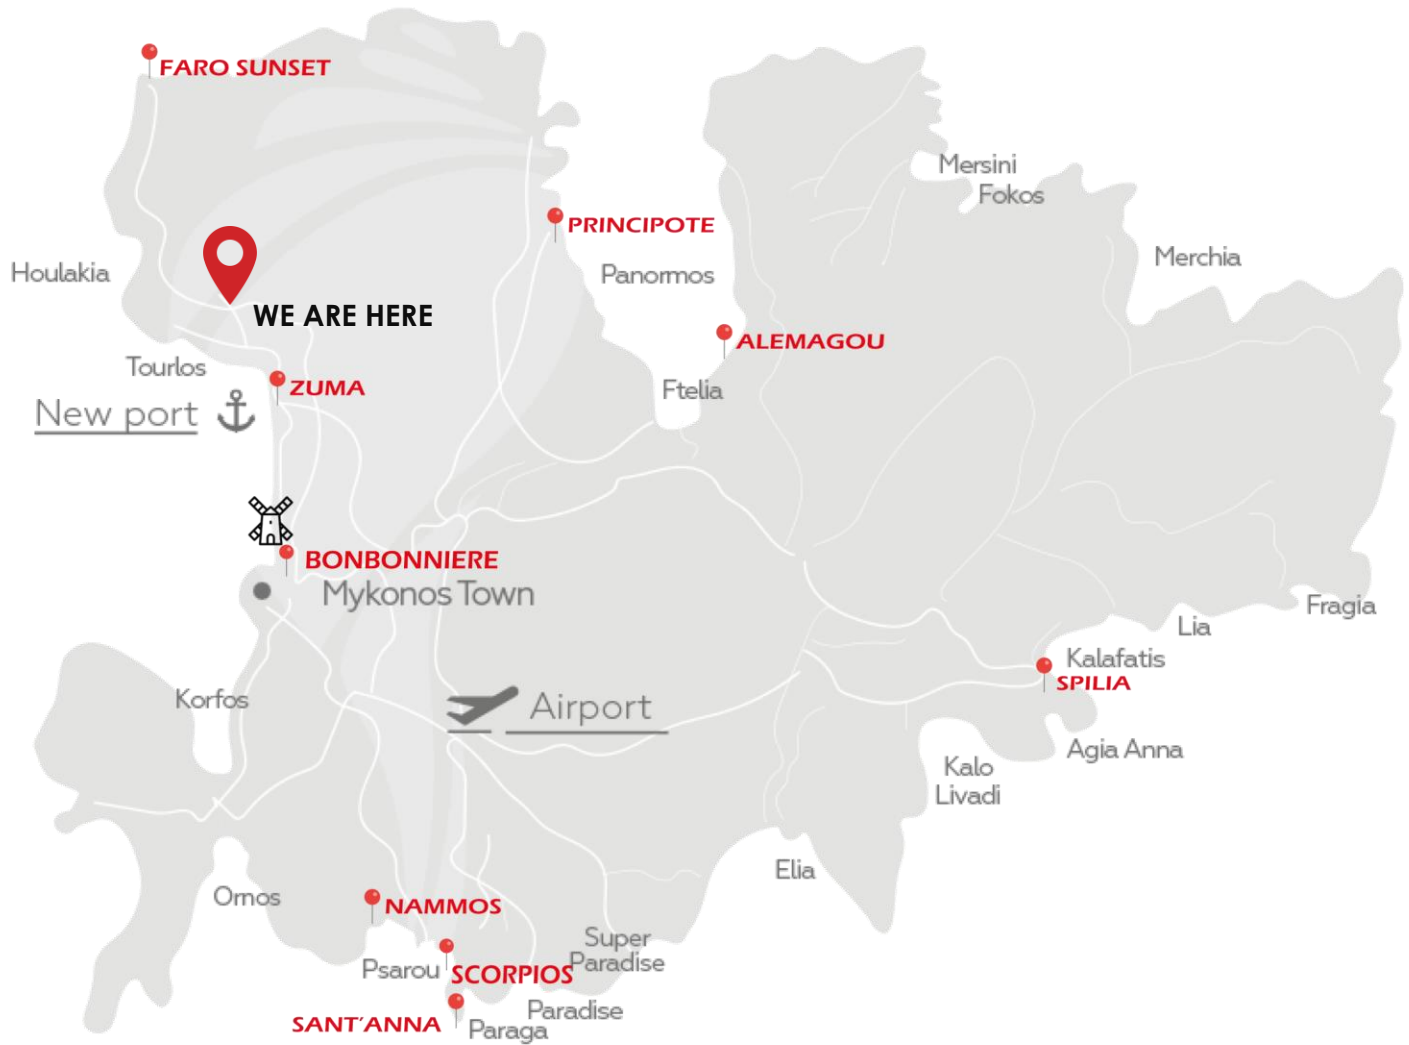 FARO SUNSET
Mersini
Fokos
PRINCIPOTE
Merchia
Houlakia
Panormos
WE ARE HERE
ALEMAGOU
Tourlos
ZUMA
Ftelia
New port
BONBONNIERE
Mykonos Town
Fragia
Lia
Kalafatis
SPILIA
Korfos
Airport
Agia Anna
Kalo
Livadi
Elia
Ornos
NAMMOS
Super
Paradise
Psarou
SCORPIOS
Paradise
SANT'ANNA
Paraga